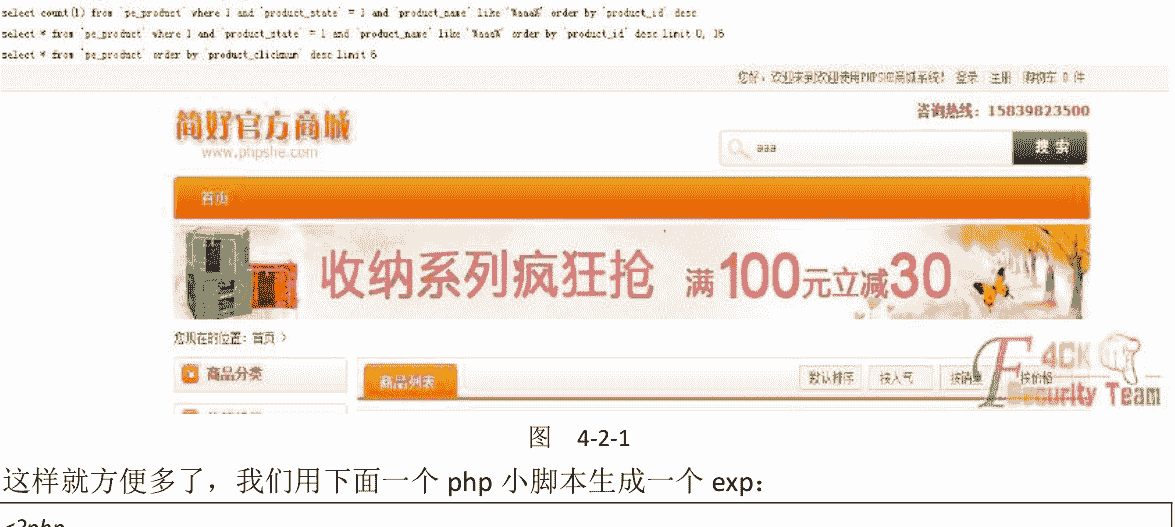 select count(1) from `pe_product` where 1 and `product_state` = 1 and `product_name` like '%aaa%' order by `product_id` desc
select * from `pe_product` where 1 and `product_state` = 1 and `product_name` like '%aaa%' order by `product_id` desc limit 0, 16
select * from `pe_product` order by `product_clicknum` desc limit 6
您好，欢迎来到欢迎使用PHPSHE商城系统! 登录 注册 购物车 0 件
简好官方商城
www.phpshe.com
咨询热线：15839823500
aaa
搜 索
首页
收纳系列疯狂抢 满100元立减30
您现在的位置：首页 >
商品分类
商品列表
默认排序 按人气 按销量 按价格
F4CK
Security Team
图 4-2-1
这样就方便多了，我们用下面一个 php 小脚本生成一个 exp：
<?php